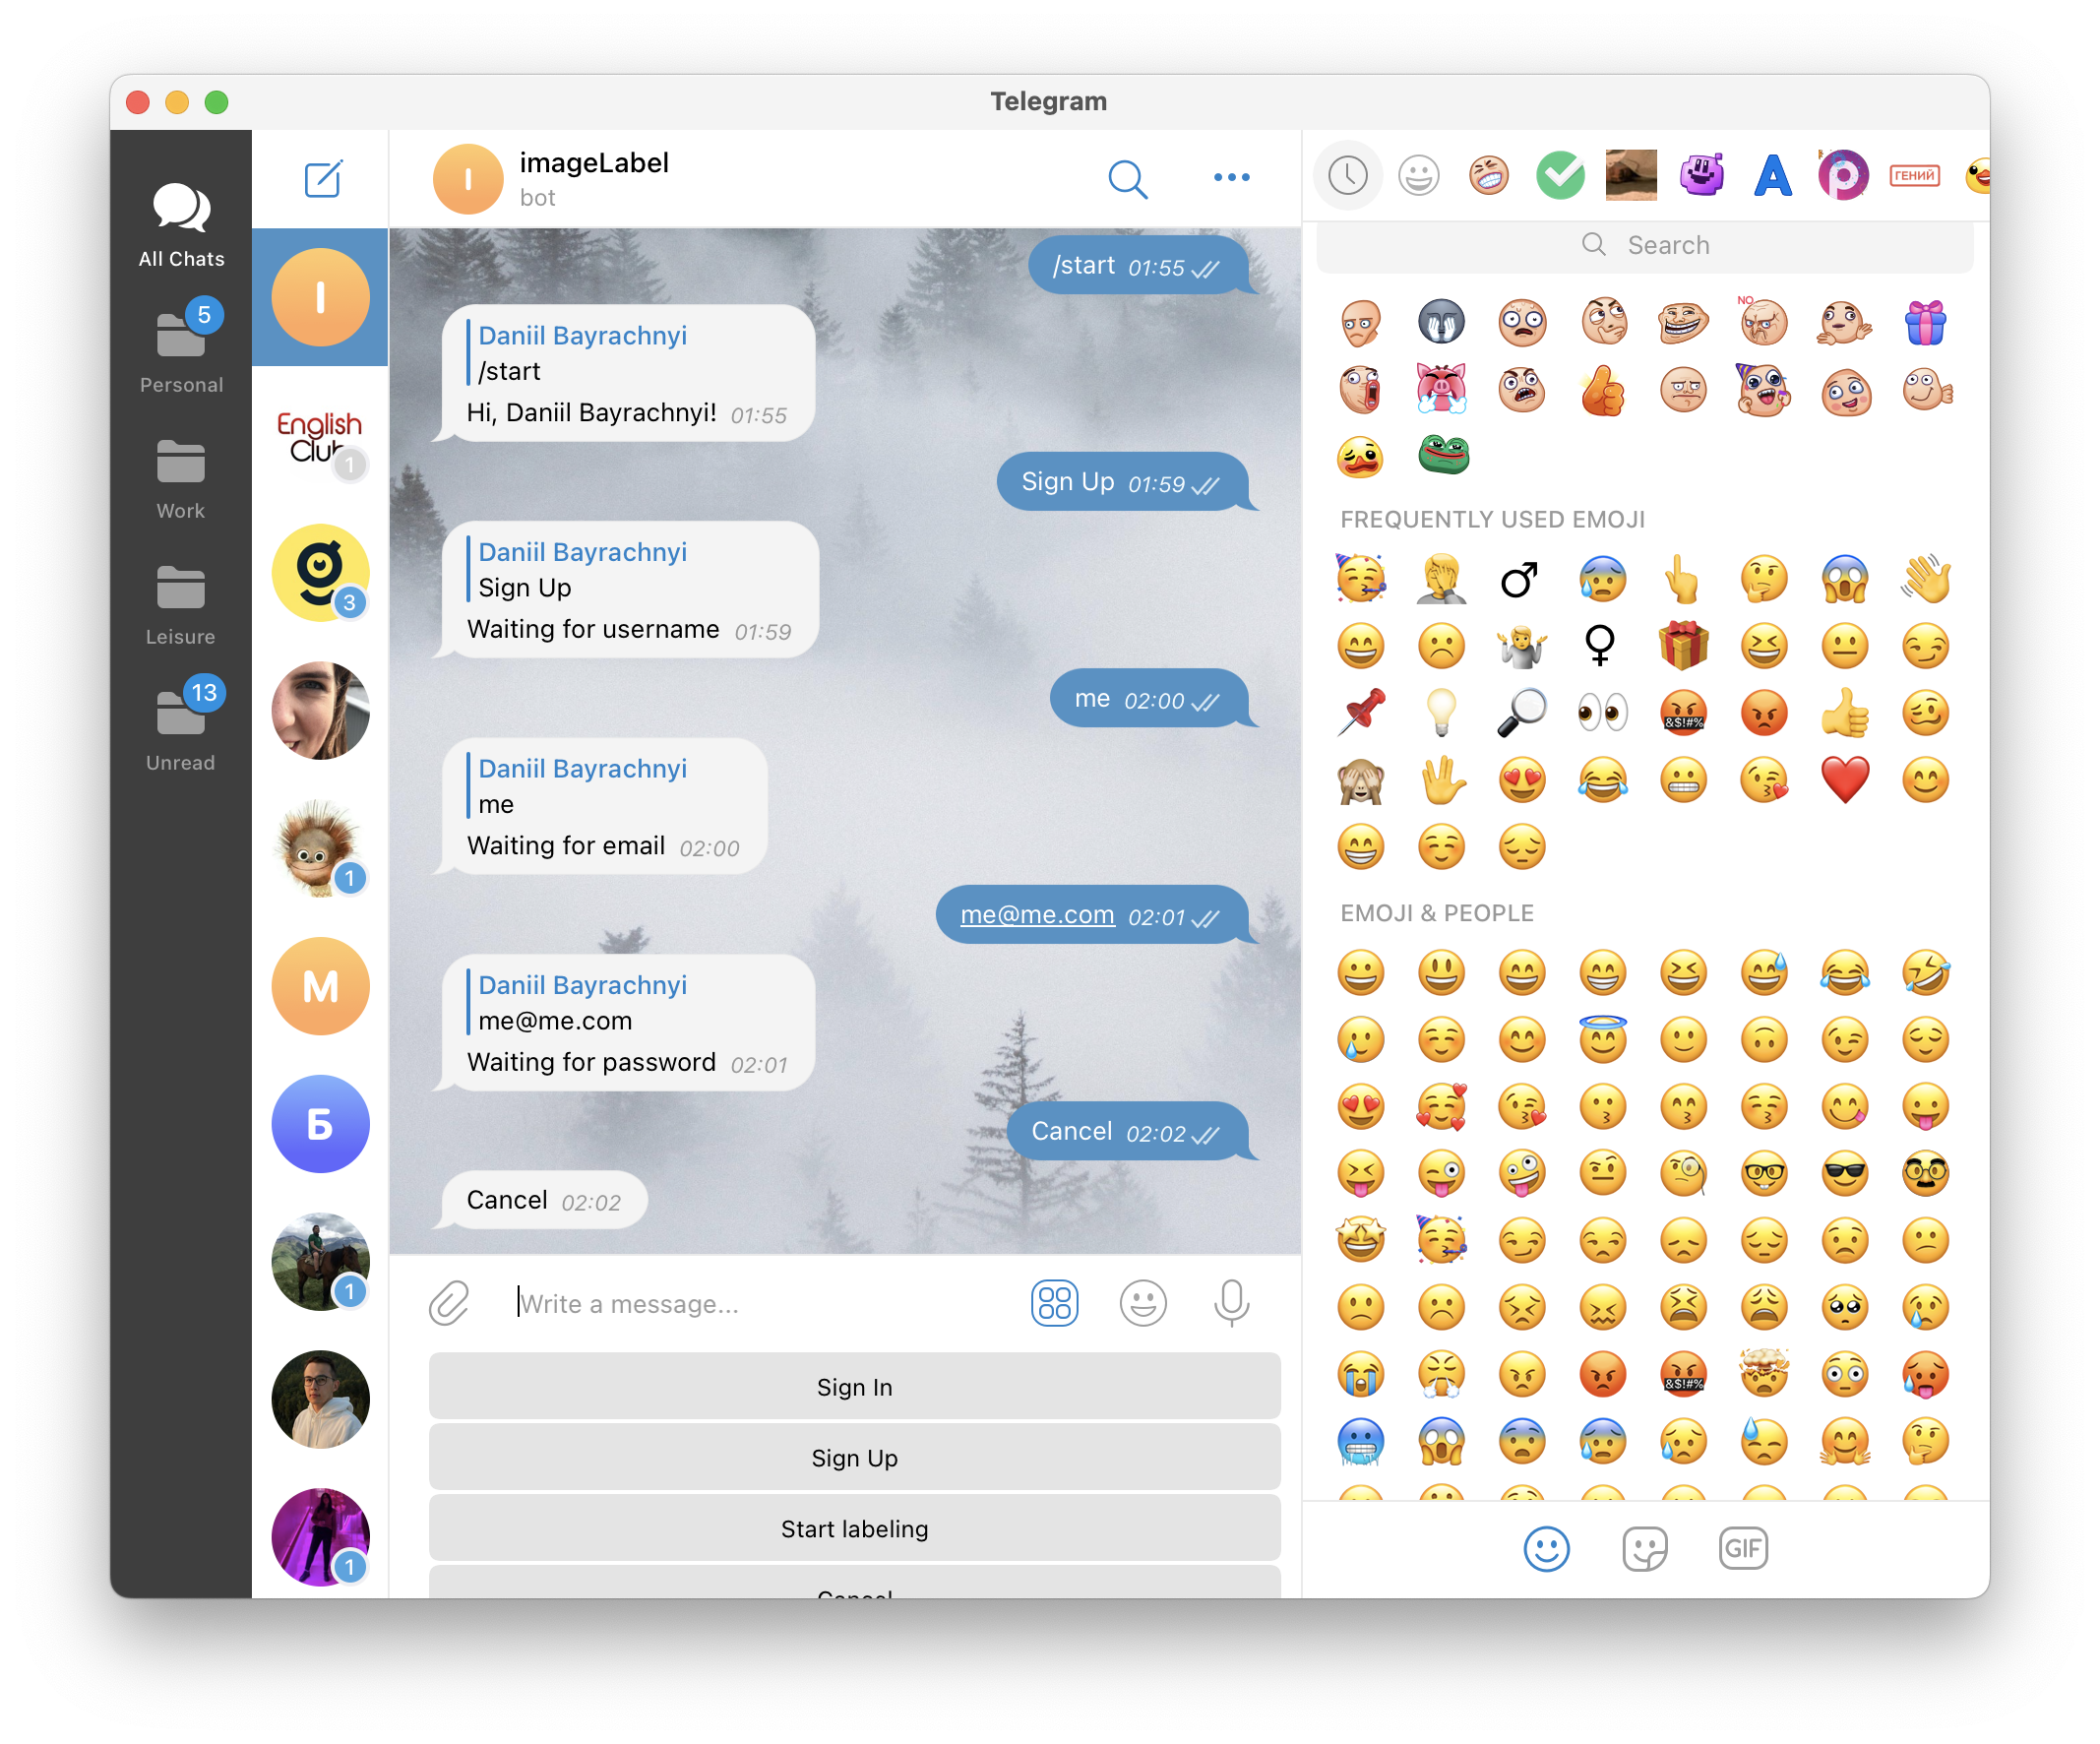 Telegram
All Chats
5
Personal
Work
Leisure
13
Unread
I
English
Club
1
3
1
М
Б
1
1
I
imageLabel
bot
/start 01:55
Daniil Bayrachnyi
/start
Hi, Daniil Bayrachnyi! 01:55
Sign Up 01:59
Daniil Bayrachnyi
Sign Up
Waiting for username 01:59
me 02:00
Daniil Bayrachnyi
me
Waiting for email 02:00
me@me.com 02:01
Daniil Bayrachnyi
me@me.com
Waiting for password 02:01
Cancel 02:02
Cancel 02:02
Write a message...
Sign In
Sign Up
Start labeling
Cancel
A
p
ГЕНИЙ
Search
NO
FREQUENTLY USED EMOJI
&$!#%
EMOJI & PEOPLE
&$!#%
GIF